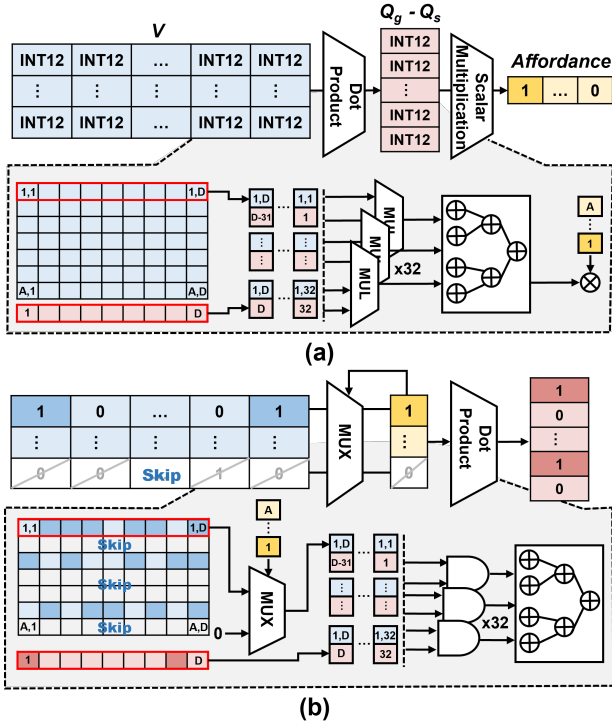 V
Q_g - Q_s
Affordance
INT12 INT12 ... INT12 INT12
⋮ ⋮ ... ⋮ ⋮
INT12 INT12 ... INT12 INT12
Dot Product
INT12
INT12
⋮
INT12
INT12
Scalar Multiplication
1 ... 0
1,1 1,D
A,1 A,D
1 D
1,D ... 1,1
D-31 ... 1
⋮ ... ⋮
⋮ ... ⋮
1,D ... 1,32
D ... 32
MUL
MUL
MUL
x32
A
⋮
1
(a)
1 0 ... 0 1
⋮ ⋮ ... ⋮ ⋮
0 0 Skip 1 0
MUX
1
⋮
0
Dot Product
1
0
⋮
1
0
1,1 1,D
Skip
Skip
Skip
A,1 A,D
1 D
A
⋮
1
0
MUX
1,D ... 1,1
D-31 ... 1
⋮ ... ⋮
⋮ ... ⋮
1,D ... 1,32
D ... 32
x32
(b)